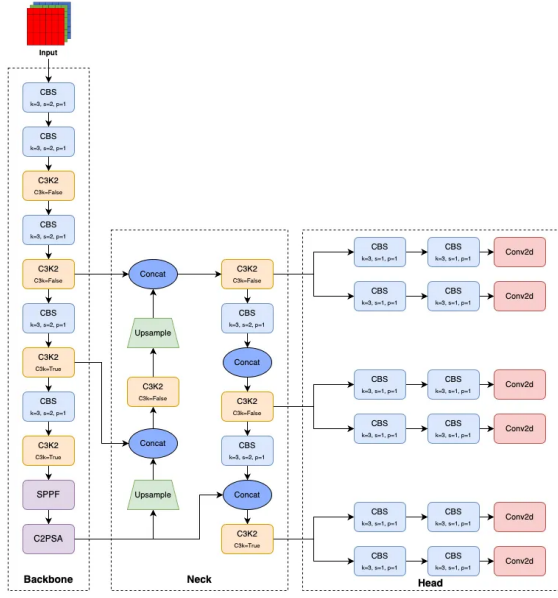 Input
CBS
k=3, s=2, p=1
CBS
k=3, s=2, p=1
C3K2
C3k=False
CBS
k=3, s=2, p=1
C3K2
C3k=False
CBS
k=3, s=2, p=1
C3K2
C3k=True
CBS
k=3, s=2, p=1
C3K2
C3k=True
SPPF
C2PSA
Backbone
Concat
Upsample
C3K2
C3k=False
Concat
Upsample
C3K2
C3k=False
CBS
k=3, s=2, p=1
Concat
C3K2
C3k=False
CBS
k=3, s=2, p=1
Concat
C3K2
C3k=True
Neck
CBS
k=3, s=1, p=1
CBS
k=3, s=1, p=1
Conv2d
CBS
k=3, s=1, p=1
CBS
k=3, s=1, p=1
Conv2d
CBS
k=3, s=1, p=1
CBS
k=3, s=1, p=1
Conv2d
CBS
k=3, s=1, p=1
CBS
k=3, s=1, p=1
Conv2d
CBS
k=3, s=1, p=1
CBS
k=3, s=1, p=1
Conv2d
CBS
k=3, s=1, p=1
CBS
k=3, s=1, p=1
Conv2d
Head